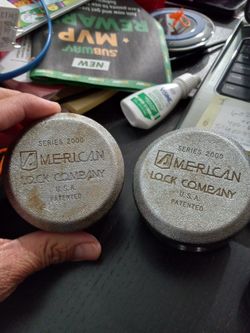 SUBWAY
MVP
REWARDS
NEW
SERIES 2000
AMERICAN
LOCK COMPANY
U.S.A.
PATENTED
SERIES 2000
AMERICAN
LOCK COMPANY
U.S.A.
PATENTED